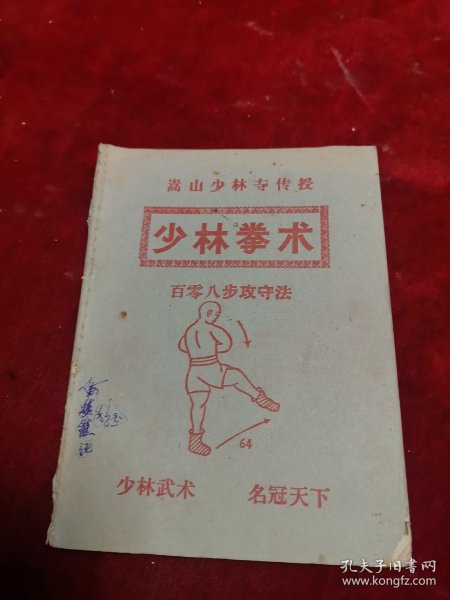 嵩山少林寺传授
少林拳术
百零八步攻守法
64
少林武术 名冠天下
孔夫子旧书网
www.kongfz.com